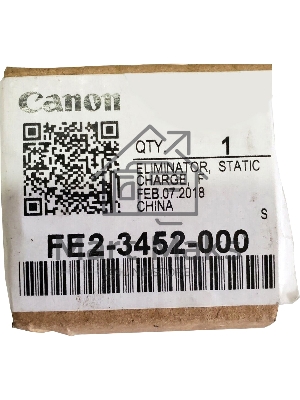 Canon
QTY. 1
ELIMINATOR, STATIC
CHARGE, F
FEB.07.2018
CHINA
S
FE2-3452-000